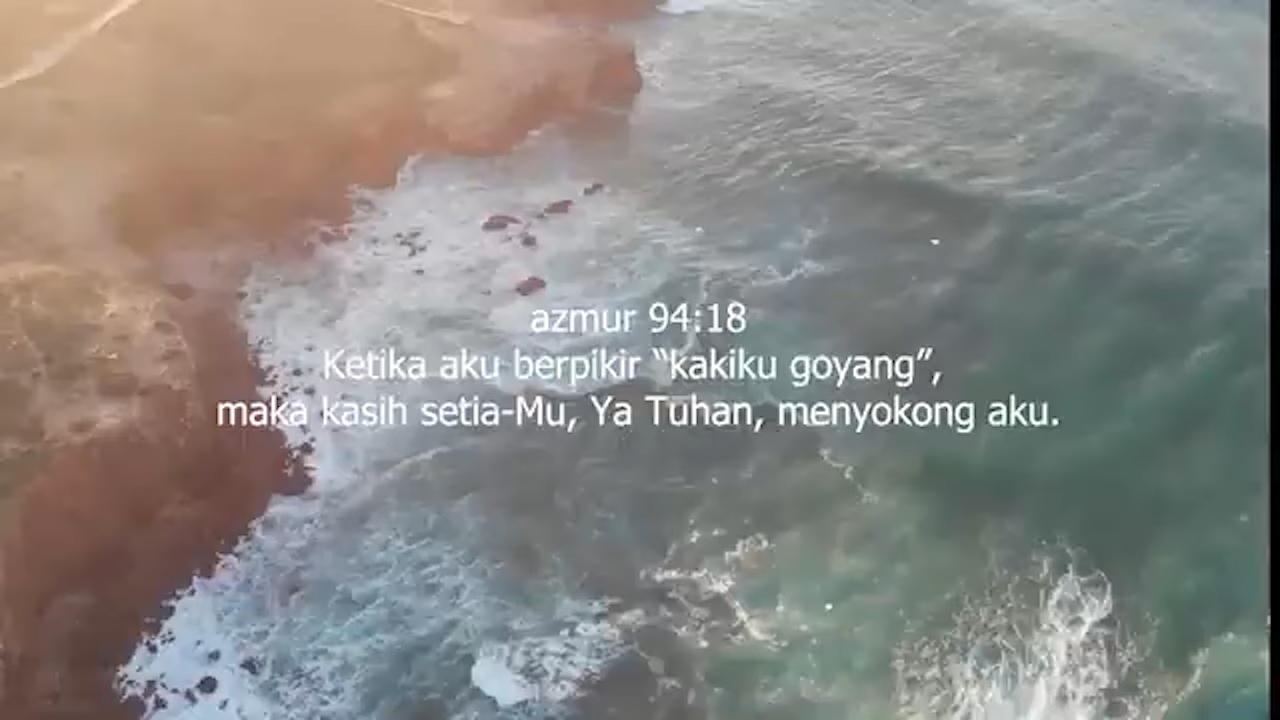 azmur 94:18
Ketika aku berpikir “kakiku goyang”,
maka kasih setia-Mu, Ya Tuhan, menyokong aku.